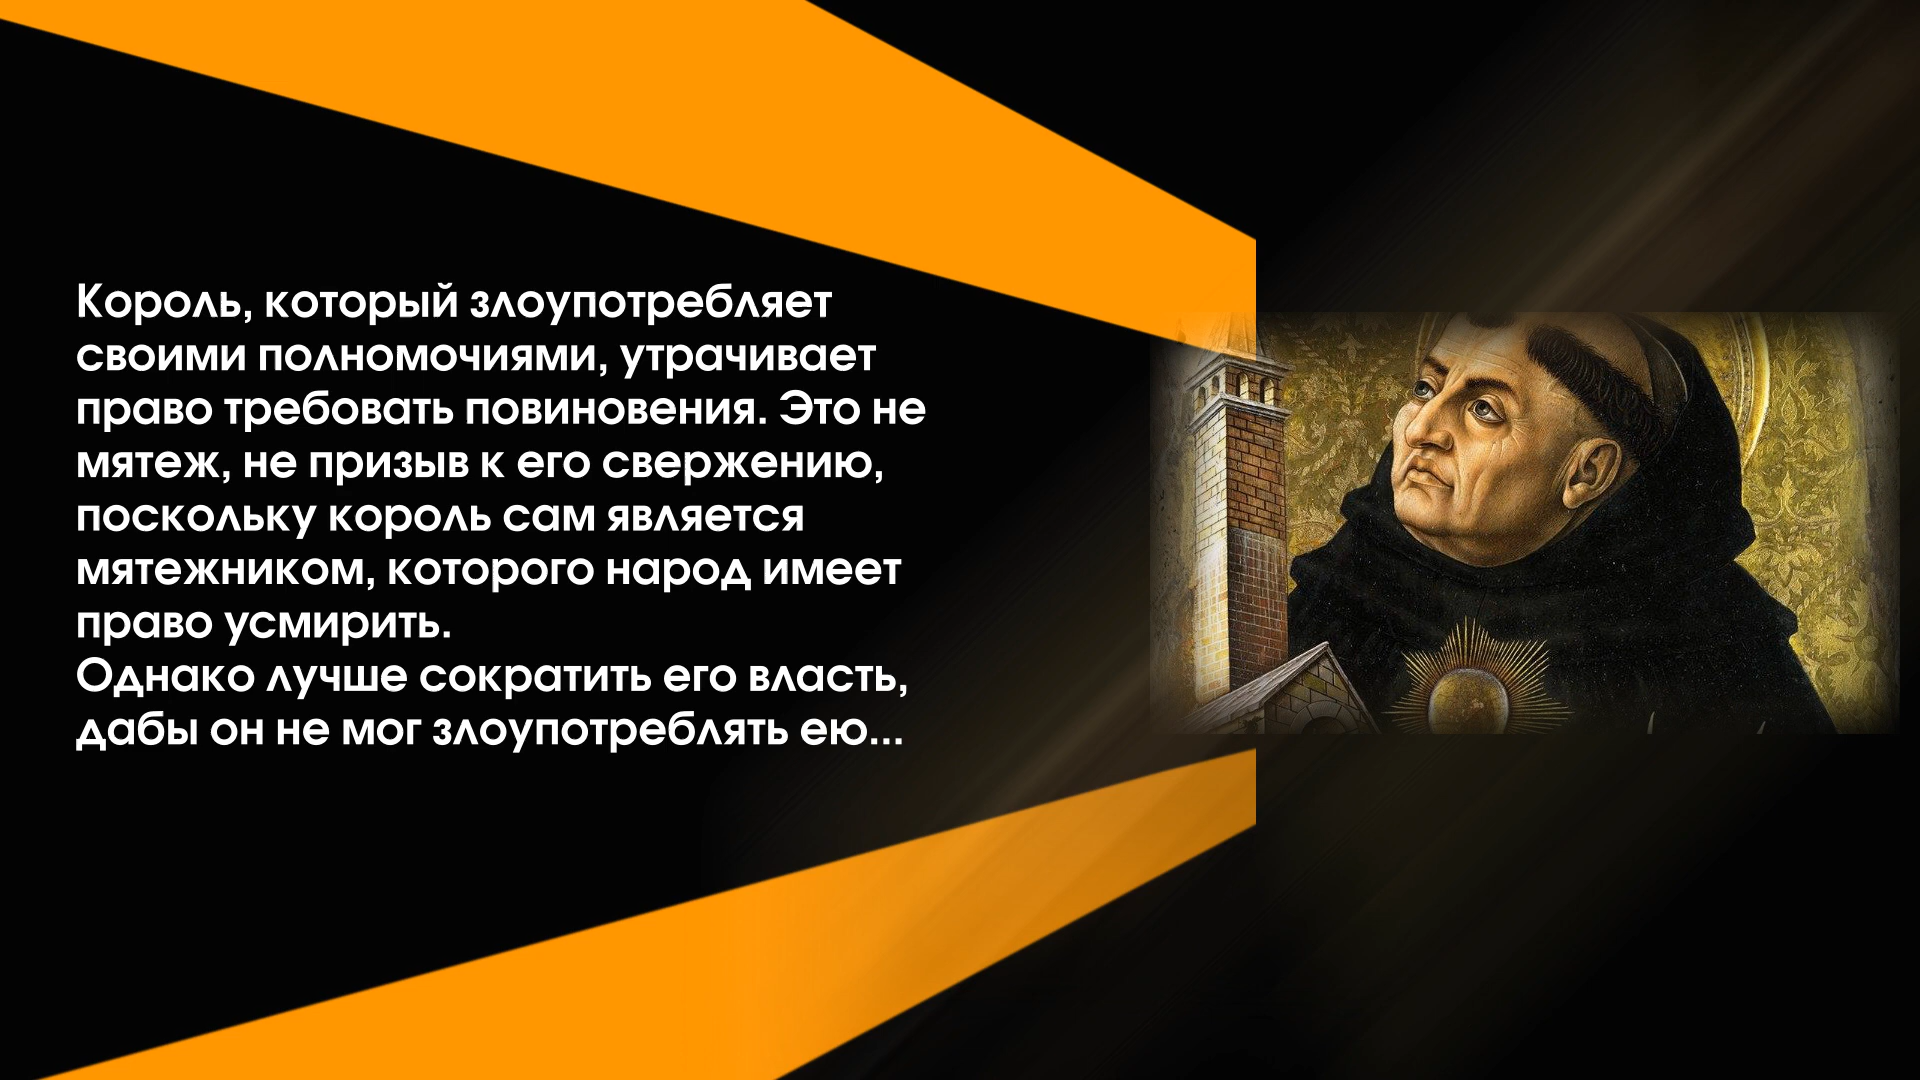 Король, который злоупотребляет
своими полномочиями, утрачивает
право требовать повиновения. Это не
мятеж, не призыв к его свержению,
поскольку король сам является
мятежником, которого народ имеет
право усмирить.
Однако лучше сократить его власть,
дабы он не мог злоупотреблять ею...